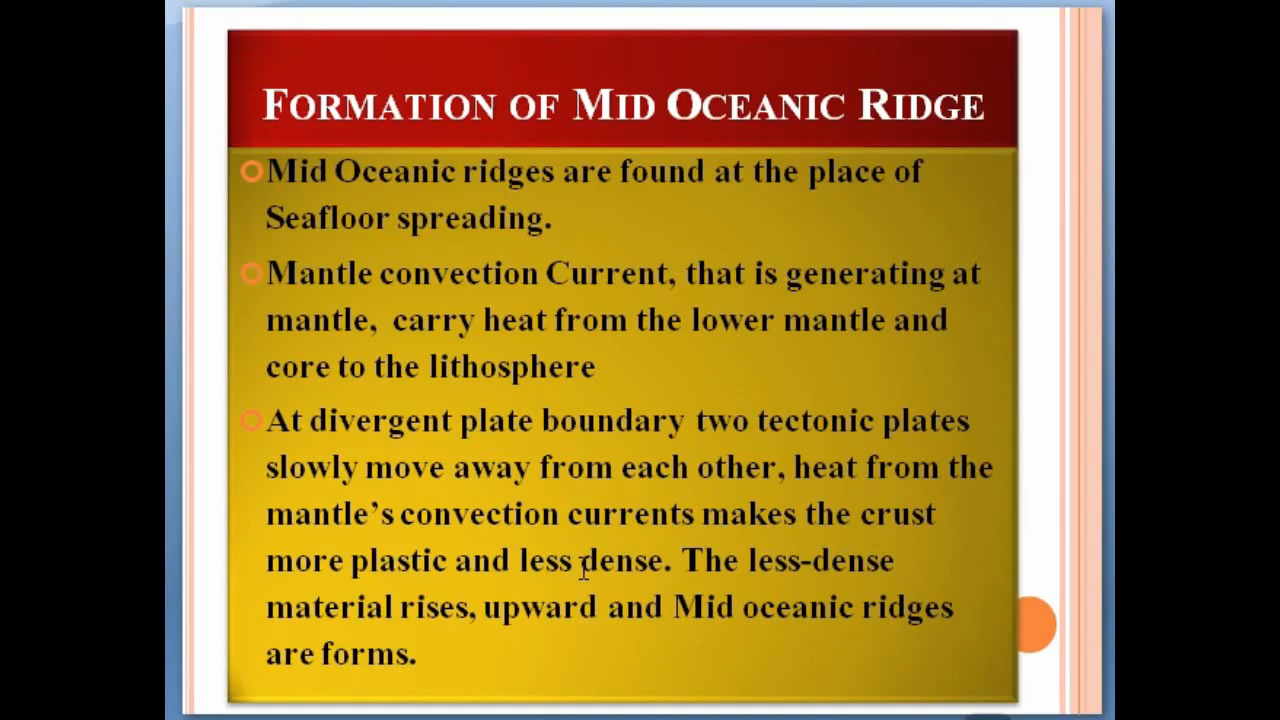 FORMATION OF MID OCEANIC RIDGE
Mid Oceanic ridges are found at the place of
Seafloor spreading.
Mantle convection Current, that is generating at
mantle, carry heat from the lower mantle and
core to the lithosphere
At divergent plate boundary two tectonic plates
slowly move away from each other, heat from the
mantle’s convection currents makes the crust
more plastic and less dense. The less-dense
material rises, upward and Mid oceanic ridges
are forms.